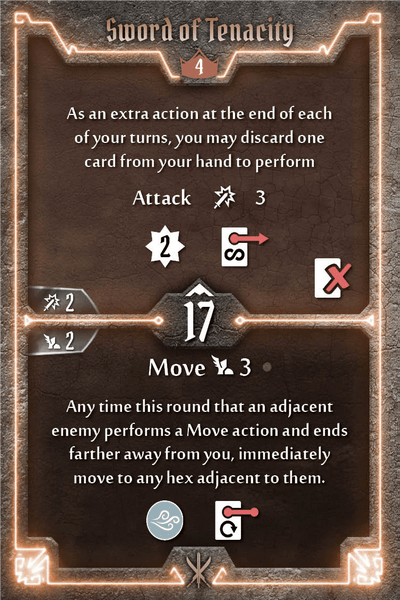 Sword of Tenacity
4
As an extra action at the end of each
of your turns, you may discard one
card from your hand to perform
Attack 3
2
2
17
2
Move 3
Any time this round that an adjacent
enemy performs a Move action and ends
farther away from you, immediately
move to any hex adjacent to them.